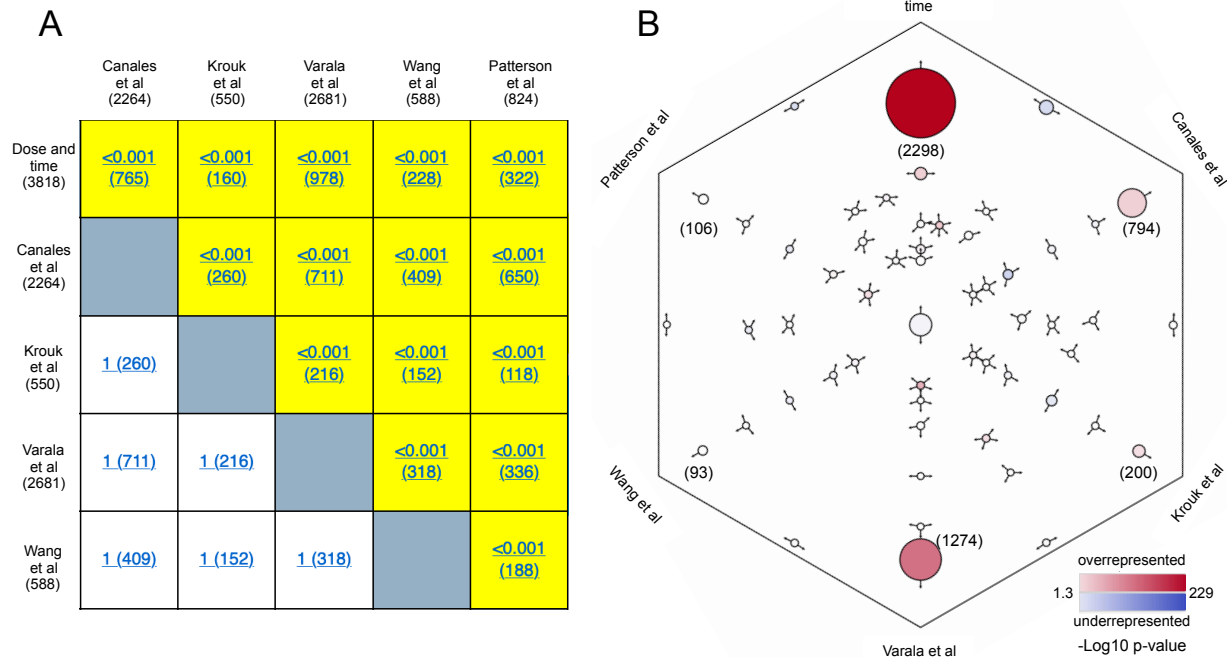 A
Canales
et al
(2264)
Krouk
et al
(550)
Varala
et al
(2681)
Wang
et al
(588)
Patterson
et al
(824)
Dose and
time
(3818)
<0.001
(765)
<0.001
(160)
<0.001
(978)
<0.001
(228)
<0.001
(322)
Canales
et al
(2264)
<0.001
(260)
<0.001
(711)
<0.001
(409)
<0.001
(650)
Krouk
et al
(550)
1 (260)
<0.001
(216)
<0.001
(152)
<0.001
(118)
Varala
et al
(2681)
1 (711)
1 (216)
<0.001
(318)
<0.001
(336)
Wang
et al
(588)
1 (409)
1 (152)
1 (318)
<0.001
(188)
B
time
Patterson et al
Canales et al
(2298)
(106)
(794)
(93)
(200)
Wang et al
Krouk et al
(1274)
Varala et al
overrepresented
1.3
229
underrepresented
-Log10 p-value